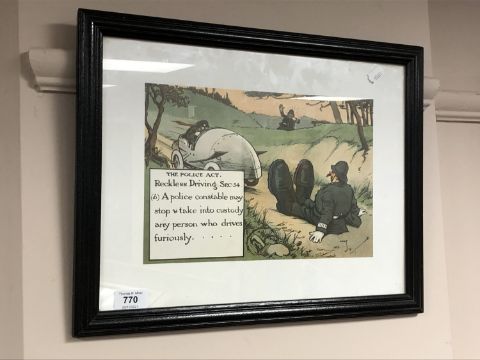 THE POLICE ACT.
Reckless Driving. Sec 54
(6) A police constable may
stop & take into custody
any person who drives
furiously. . . . .
770